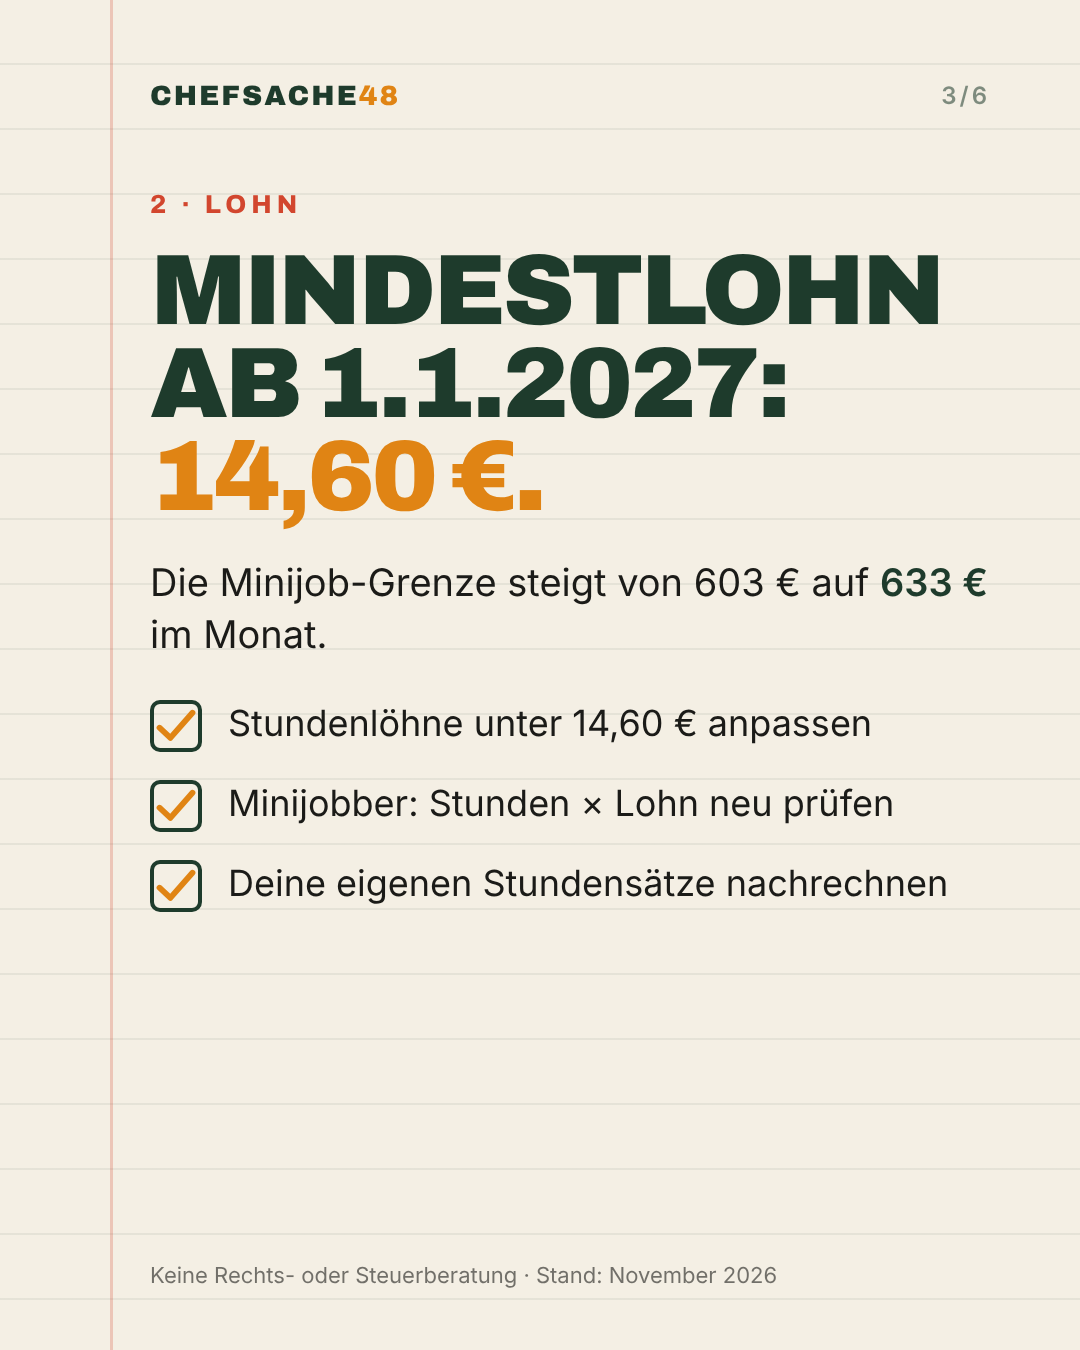 CHEFSACHE48
3/6
2 · LOHN
MINDESTLOHN
AB 1.1.2027:
14,60 €.
Die Minijob-Grenze steigt von 603 € auf 633 €
im Monat.
Stundenlöhne unter 14,60 € anpassen
Minijobber: Stunden × Lohn neu prüfen
Deine eigenen Stundensätze nachrechnen
Keine Rechts- oder Steuerberatung · Stand: November 2026